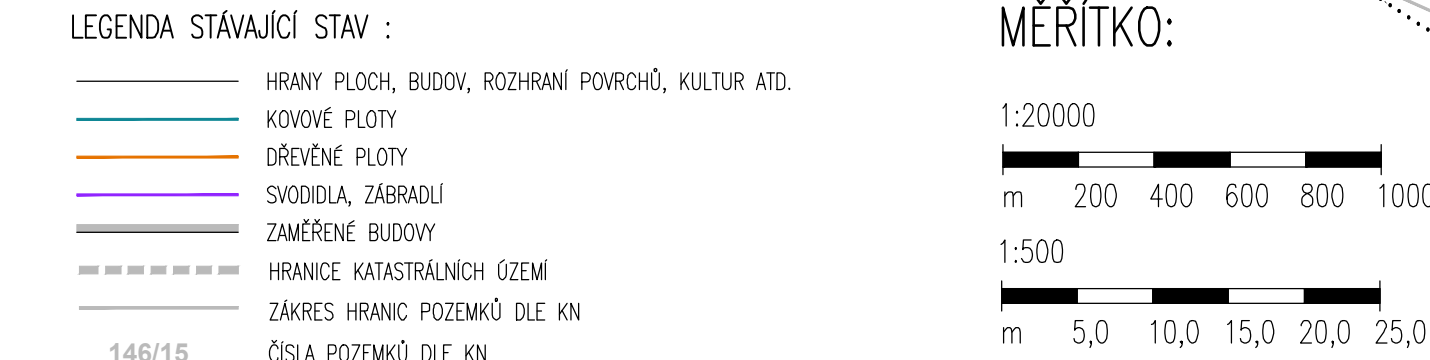 LEGENDA STÁVAJÍCÍ STAV :
HRANY PLOCH, BUDOV, ROZHRANÍ POVRCHŮ, KULTUR ATD.
KOVOVÉ PLOTY
DŘEVĚNÉ PLOTY
SVODIDLA, ZÁBRADLÍ
ZAMĚŘENÉ BUDOVY
HRANICE KATASTRÁLNÍCH ÚZEMÍ
ZÁKRES HRANIC POZEMKŮ DLE KN
146/15 ČÍSLA POZEMKŮ DLE KN
MĚŘÍTKO:
1:20000
m 200 400 600 800 1000
1:500
m 5,0 10,0 15,0 20,0 25,0